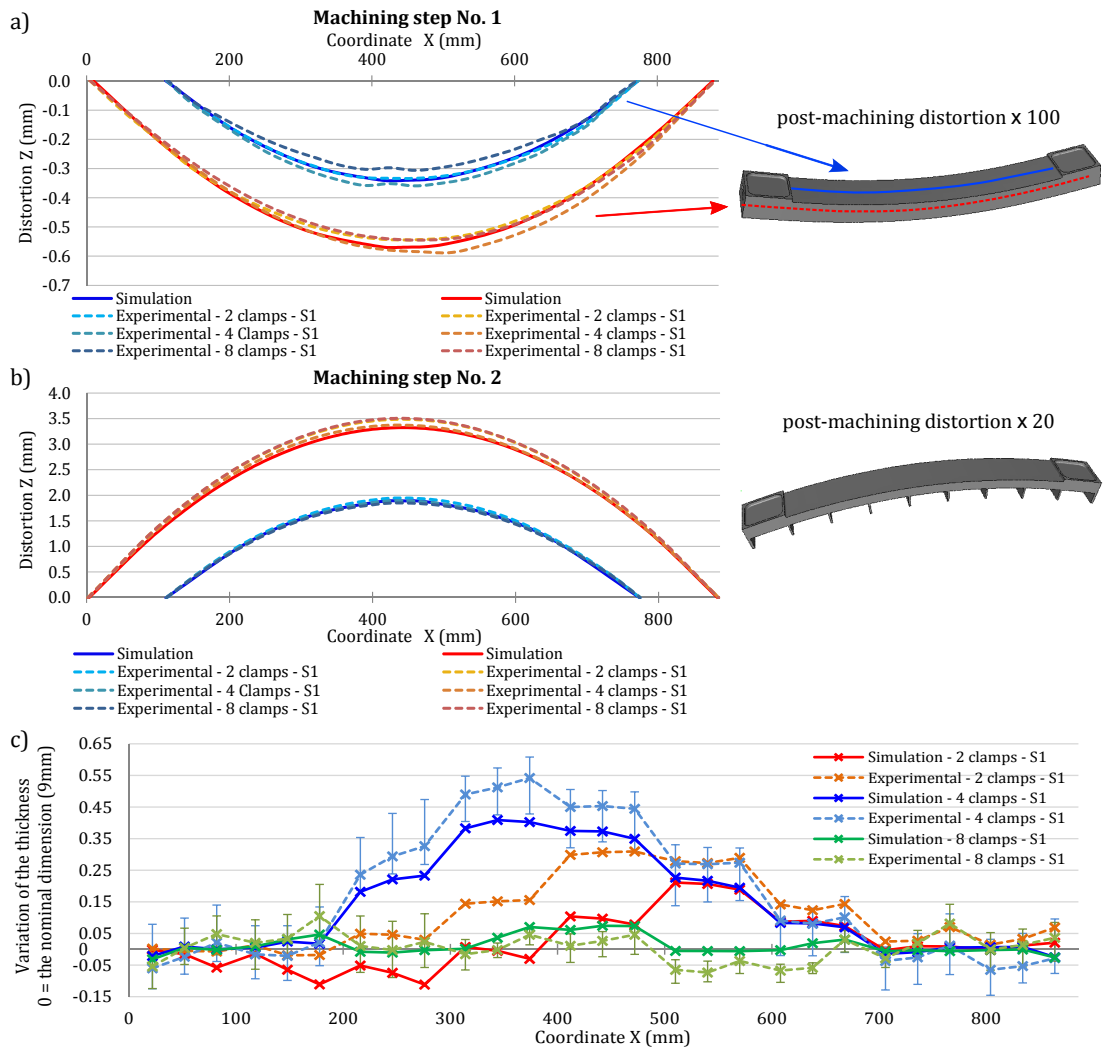 a)
Machining step No. 1
Coordinate X (mm)
0 200 400 600 800
0.0
-0.1
-0.2
-0.3
-0.4
-0.5
-0.6
-0.7
Distortion Z (mm)
post-machining distortion x 100
Simulation
Experimental - 2 clamps - S1
Experimental - 4 Clamps - S1
Experimental - 8 clamps - S1
Simulation
Experimental - 2 clamps - S1
Experimental - 4 clamps - S1
Experimental - 8 clamps - S1
b)
Machining step No. 2
4.0
3.5
3.0
2.5
2.0
1.5
1.0
0.5
0.0
Distortion Z (mm)
0 200 400 600 800
Coordinate X (mm)
post-machining distortion x 20
Simulation
Experimental - 2 clamps - S1
Experimental - 4 Clamps - S1
Experimental - 8 clamps - S1
Simulation
Experimental - 2 clamps - S1
Exeprimental - 4 clamps - S1
Experimental - 8 clamps - S1
c)
Variation of the thickness
0 = the nominal dimension (9mm)
0.65
0.55
0.45
0.35
0.25
0.15
0.05
-0.05
-0.15
0 100 200 300 400 500 600 700 800
Coordinate X (mm)
Simulation - 2 clamps - S1
Experimental - 2 clamps - S1
Simulation - 4 clamps - S1
Experimental - 4 clamps - S1
Simulation - 8 clamps - S1
Experimental - 8 clamps - S1